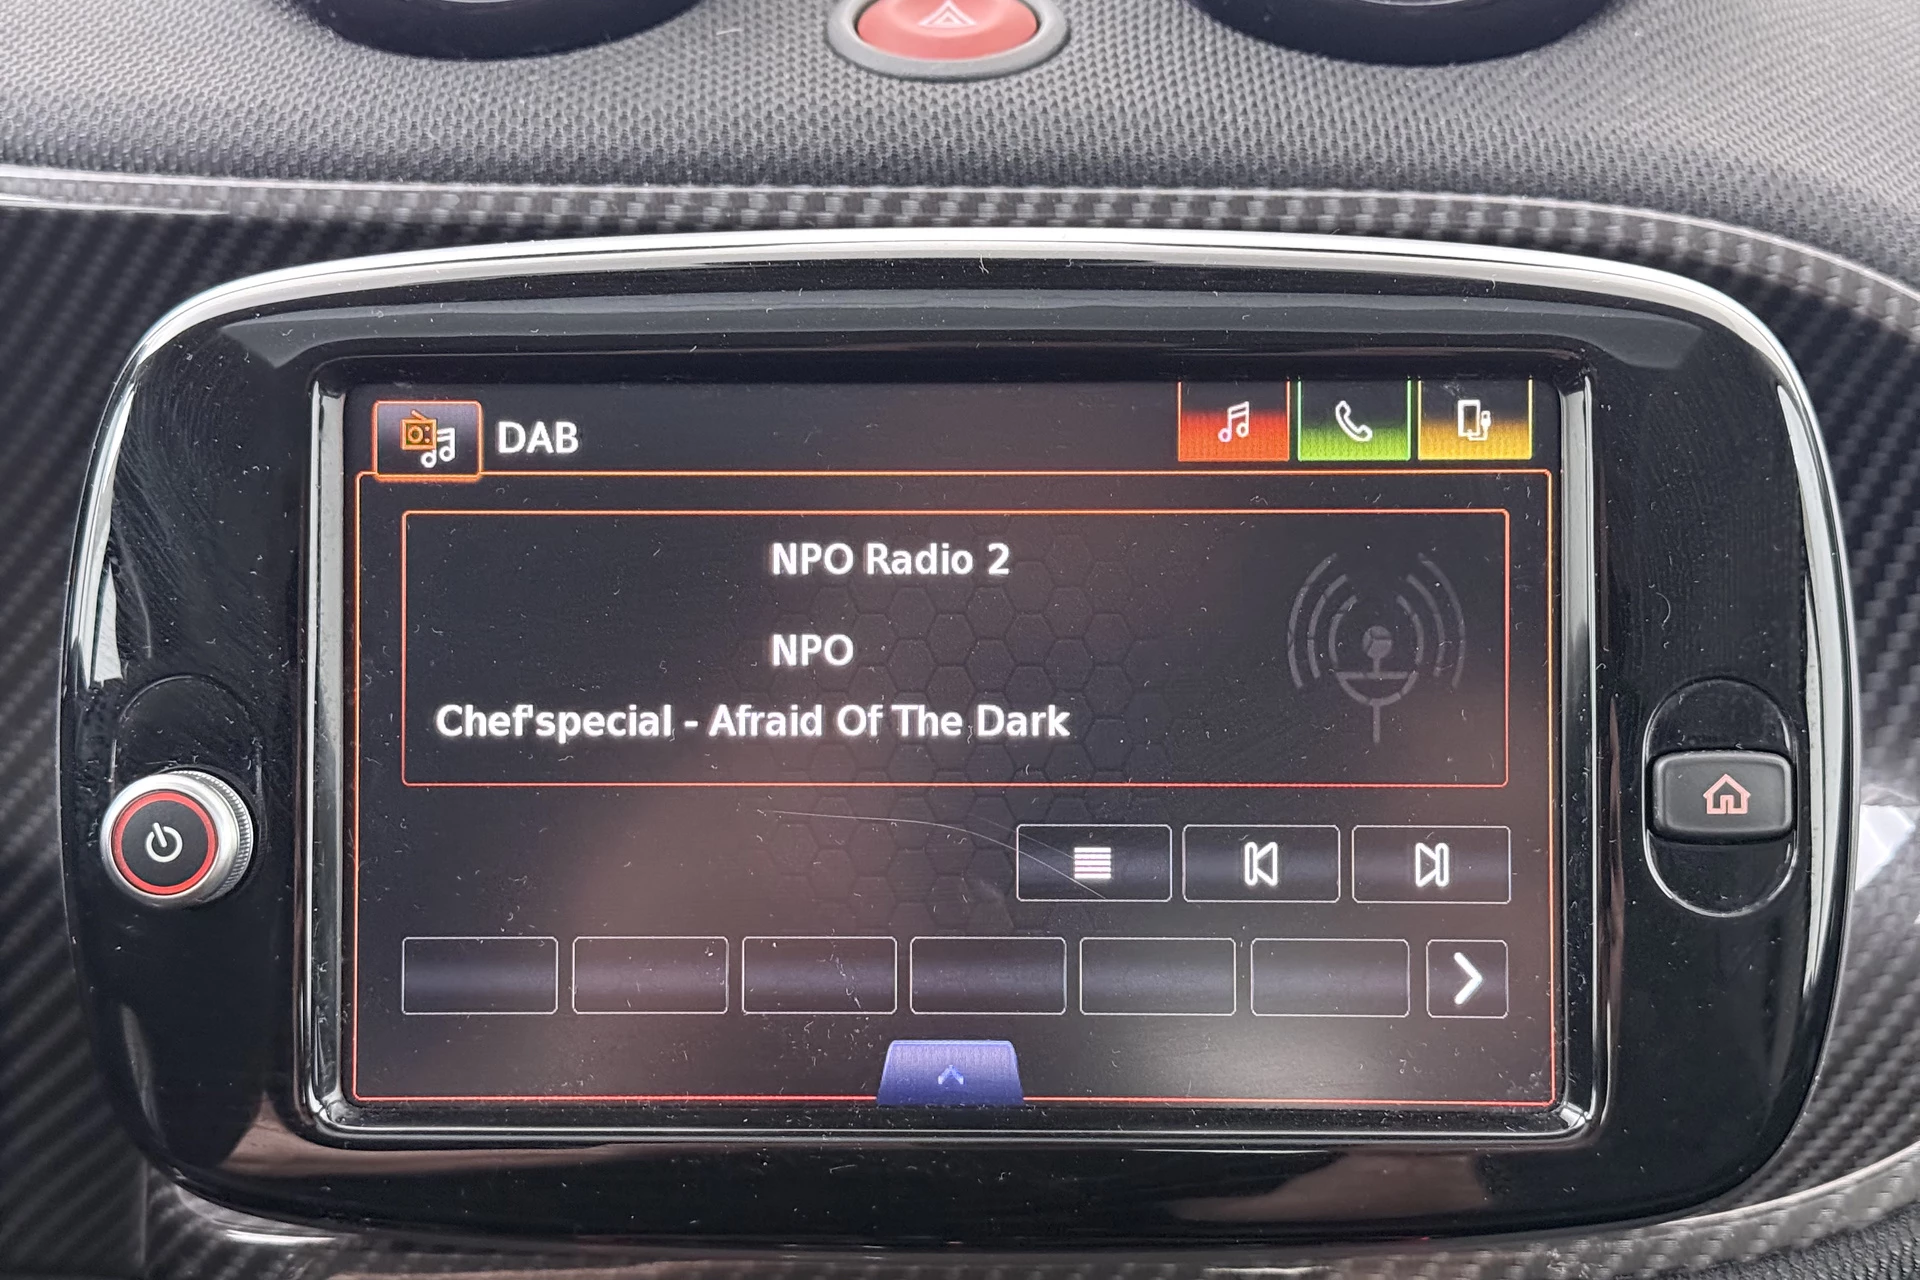 DAB
NPO Radio 2
NPO
Chef'special - Afraid Of The Dark